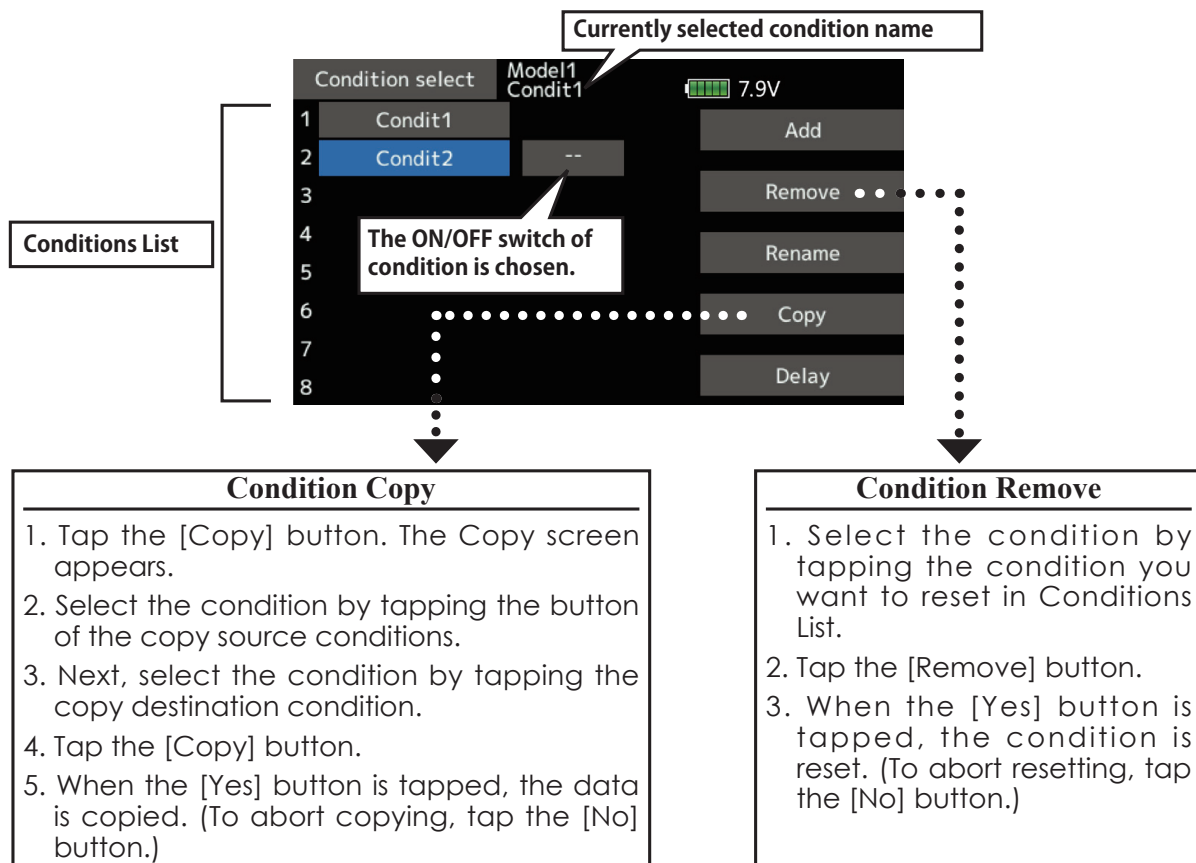 Currently selected condition name
Condition select
Model1
Condit1
7.9V
1 Condit1
Add
2 Condit2 --
3
Remove
Conditions List
4
The ON/OFF switch of
condition is chosen.
Rename
5
6
Copy
7
8
Delay
Condition Copy
1. Tap the [Copy] button. The Copy screen
appears.
2. Select the condition by tapping the button
of the copy source conditions.
3. Next, select the condition by tapping the
copy destination condition.
4. Tap the [Copy] button.
5. When the [Yes] button is tapped, the data
is copied. (To abort copying, tap the [No]
button.)
Condition Remove
1. Select the condition by
tapping the condition you
want to reset in Conditions
List.
2. Tap the [Remove] button.
3. When the [Yes] button is
tapped, the condition is
reset. (To abort resetting, tap
the [No] button.)